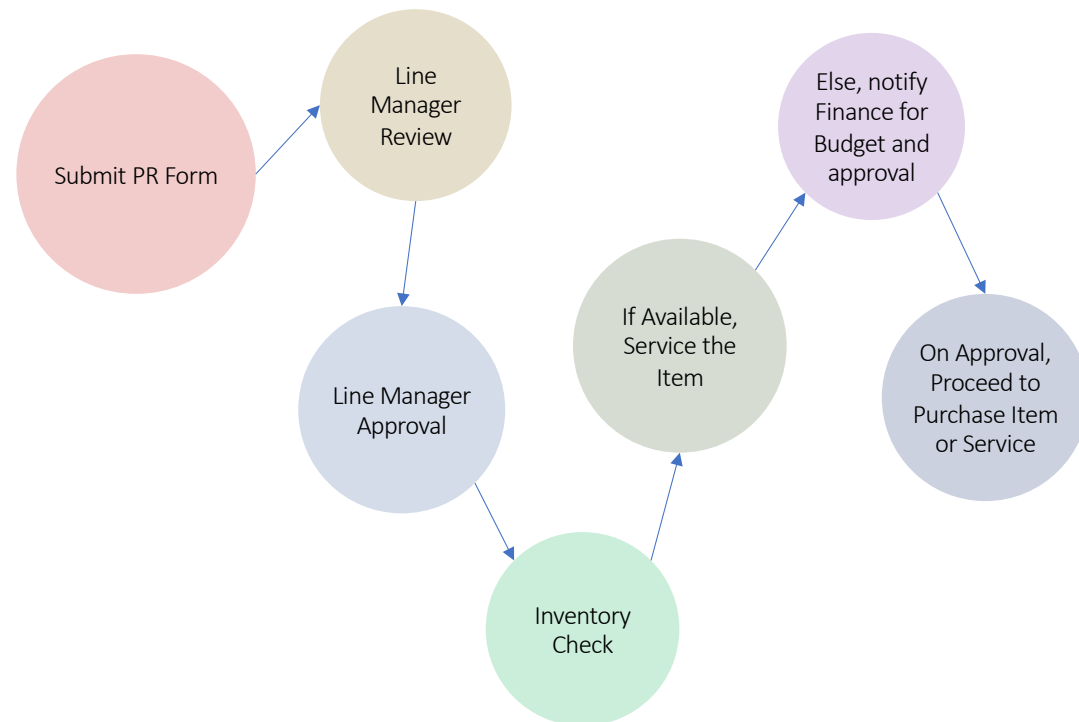 Submit PR Form
Line
Manager
Review
Line Manager
Approval
Inventory
Check
If Available,
Service the
Item
Else, notify
Finance for
Budget and
approval
On Approval,
Proceed to
Purchase Item
or Service